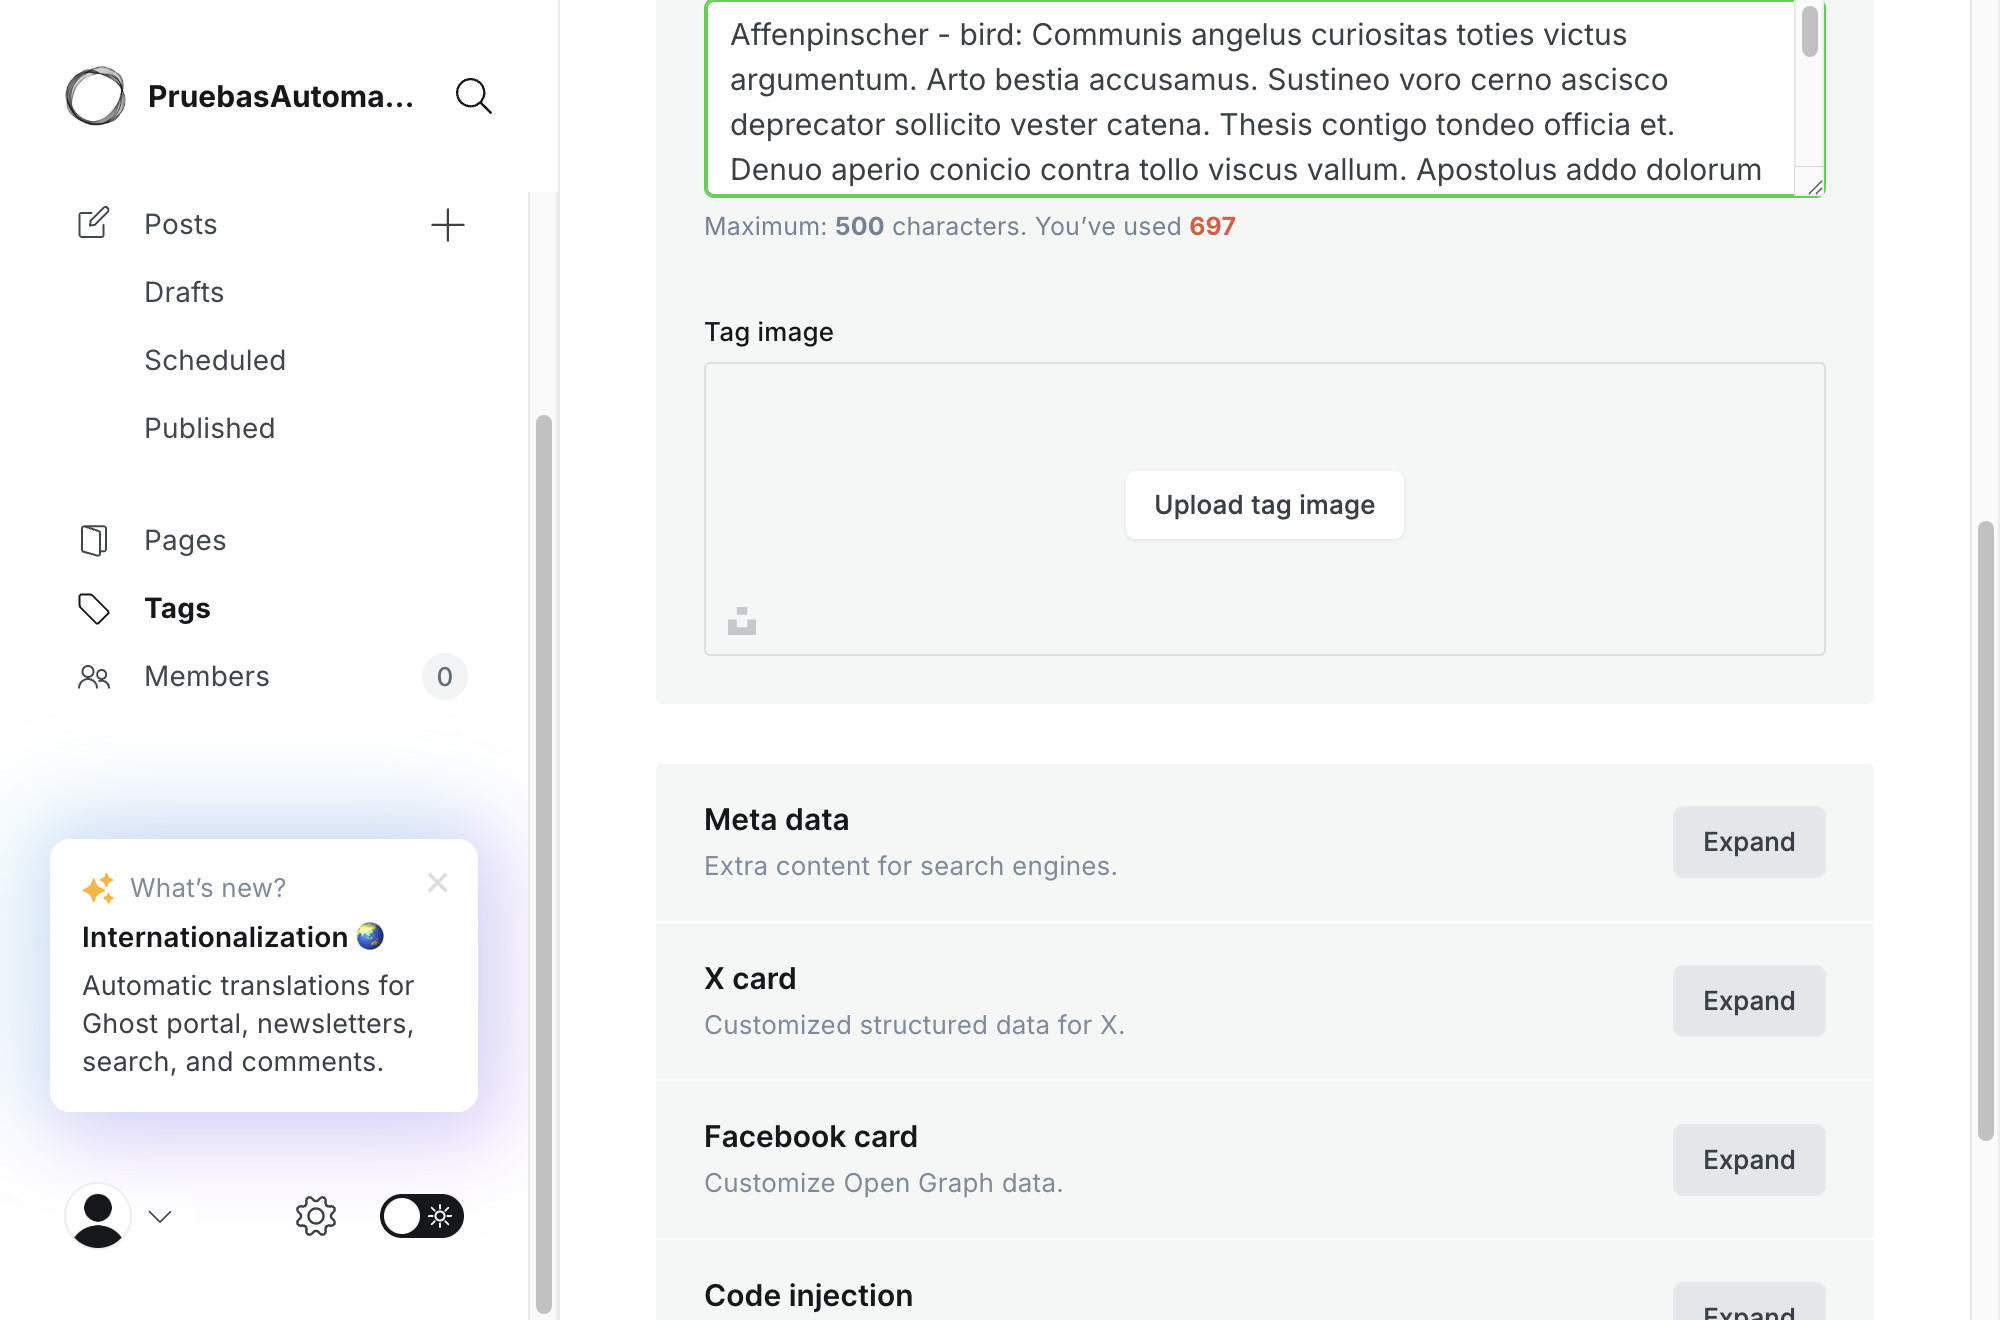 PruebasAutoma...
Posts
Drafts
Scheduled
Published
Pages
Tags
Members
0
What’s new?
Internationalization
Automatic translations for
Ghost portal, newsletters,
search, and comments.
Affenpinscher - bird: Communis angelus curiositas toties victus
argumentum. Arto bestia accusamus. Sustineo voro cerno ascisco
deprecator sollicito vester catena. Thesis contigo tondeo officia et.
Denuo aperio conicio contra tollo viscus vallum. Apostolus addo dolorum
Maximum: 500 characters. You’ve used 697
Tag image
Upload tag image
Meta data
Extra content for search engines.
Expand
X card
Customized structured data for X.
Expand
Facebook card
Customize Open Graph data.
Expand
Code injection
Expand